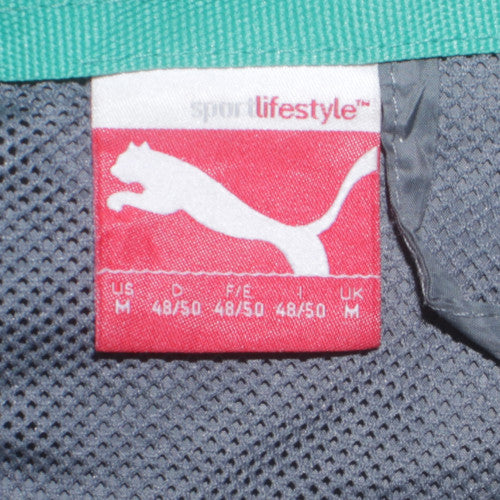 sportlifestyle™
US D F/E I UK
M 48/50 48/50 48/50 M